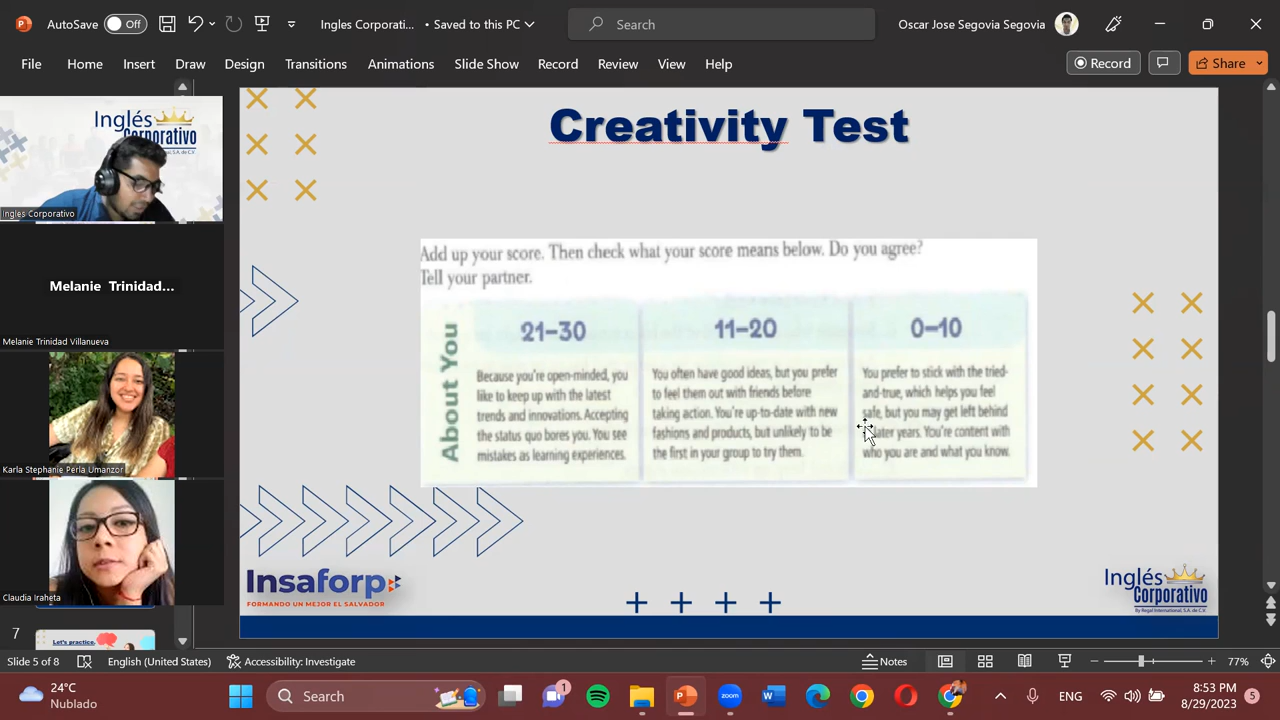 AutoSave Off Ingles Corporati... • Saved to this PC Search Oscar Jose Segovia Segovia
File Home Insert Draw Design Transitions Animations Slide Show Record Review View Help Record Share
Inglés
Corporativo
Ingles Corporativo
Melanie Trinidad...
Melanie Trinidad Villanueva
Karla Stephanie Perla Umanzor
Claudia Iraheta
7
Let's practice.
Creativity Test
Add up your score. Then check what your score means below. Do you agree?
Tell your partner.
About You
21–30
Because you're open-minded, you
like to keep up with the latest
trends and innovations. Accepting
the status quo bores you. You see
mistakes as learning experiences.
11–20
You often have good ideas, but you prefer
to feel them out with friends before
taking action. You're up-to-date with new
fashions and products, but unlikely to be
the first in your group to try them.
0–10
You prefer to stick with the tried-
and-true, which helps you feel
safe, but you may get left behind
later years. You're content with
who you are and what you know.
Insaforp
FORMANDO UN MEJOR EL SALVADOR
Inglés
Corporativo
By Regal International, S.A. de C.V.
Slide 5 of 8 English (United States) Accessibility: Investigate Notes 77%
24°C
Nublado
Search
1
zoom
ENG
8:53 PM
8/29/2023
5